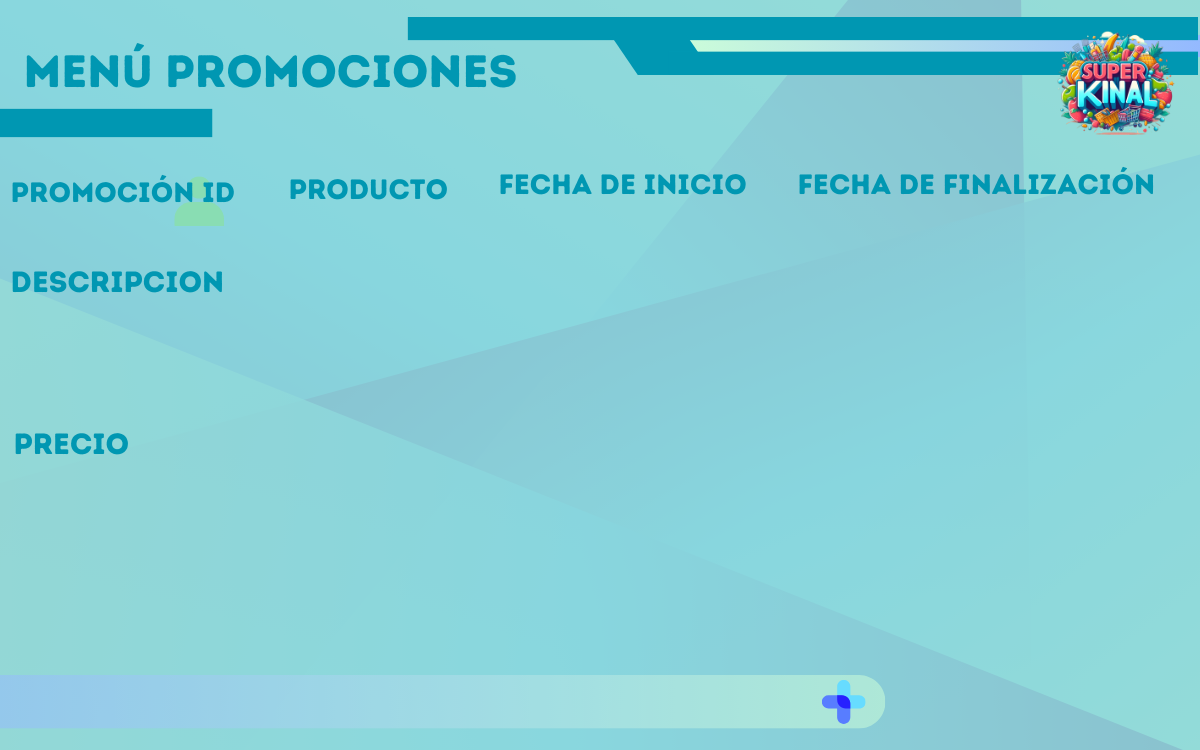 MENÚ PROMOCIONES
SUPER
KINAL
PROMOCIÓN ID
PRODUCTO
FECHA DE INICIO
FECHA DE FINALIZACIÓN
DESCRIPCION
PRECIO